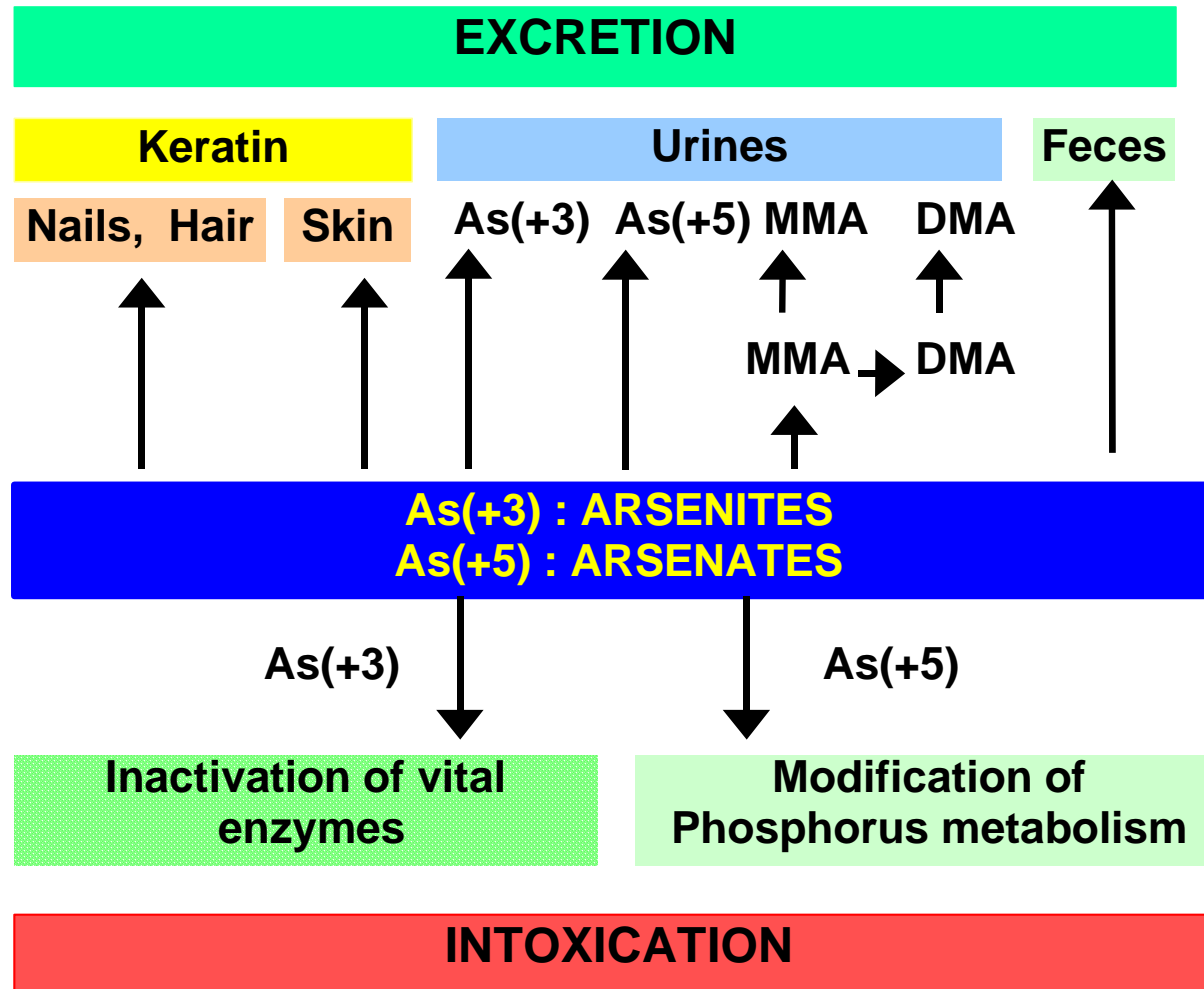 EXCRETION
Keratin
Urines
Feces
Nails, Hair
Skin
As(+3)
As(+5)
MMA
DMA
MMA
DMA
As(+3) : ARSENITES
As(+5) : ARSENATES
As(+3)
As(+5)
Inactivation of vital
enzymes
Modification of
Phosphorus metabolism
INTOXICATION